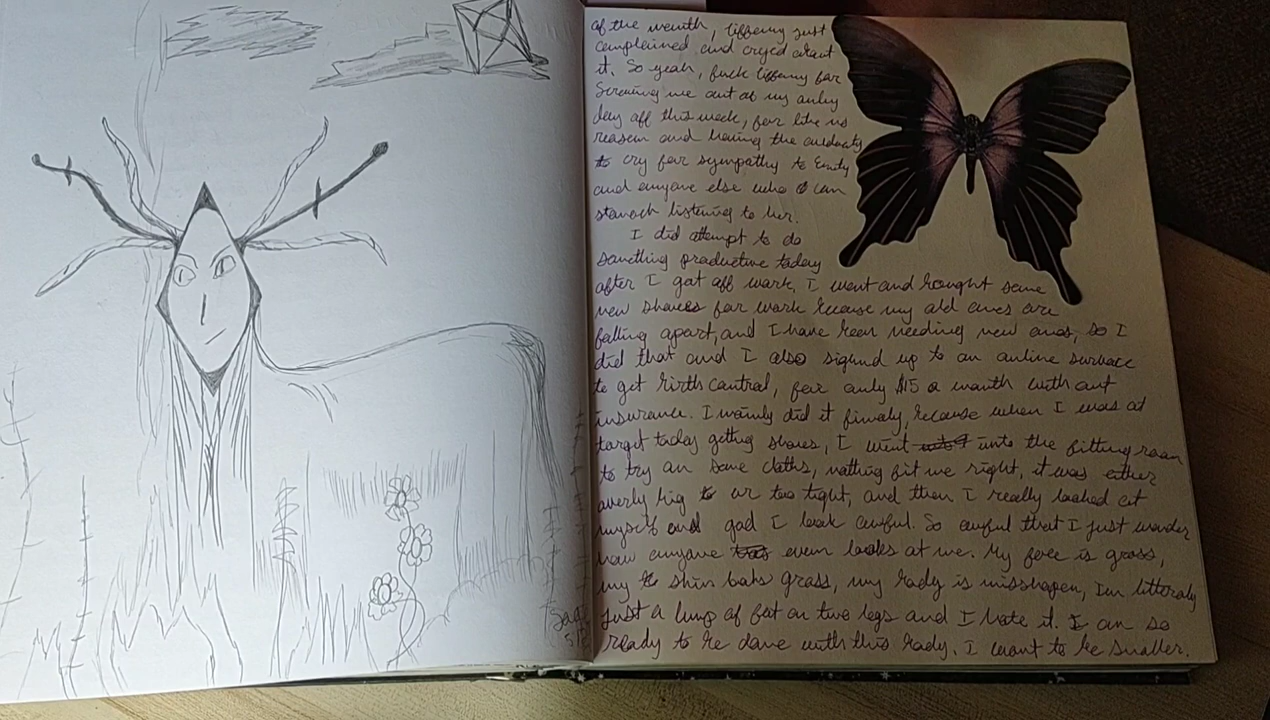 of the wenth, tiffany just
complained and cryed about
it. So yeah, fuck tiffany for
Screwing me out of my only
day off this week, for like no
reason and having the audacity
to cry for sympathy to Emily
and anyone else who can
stomach listening to her.
I did attempt to do
something productive today
after I got off work, I went and bought some
new shoes for work because my old ones are
falling apart, and I have been needing new ones, so I
did that and I also signd up to an online
to get birth control, for only $15 a month with out
insurance. I mainly did it finaly, because when I was at
target today getting shoes, I went into the fitting room
to try on some cloths, nothing fit me right, it was either
overly big or too tight, and then I really looked at
myself and god I look awful. So awful that I just wonder
how anyone even looks at me. My face is gross,
my skin looks gross, my body is misshapen, Im litteraly
just a lump of fat on two legs and I hate it. I am so
ready to be done with this body. I want to be smaller.